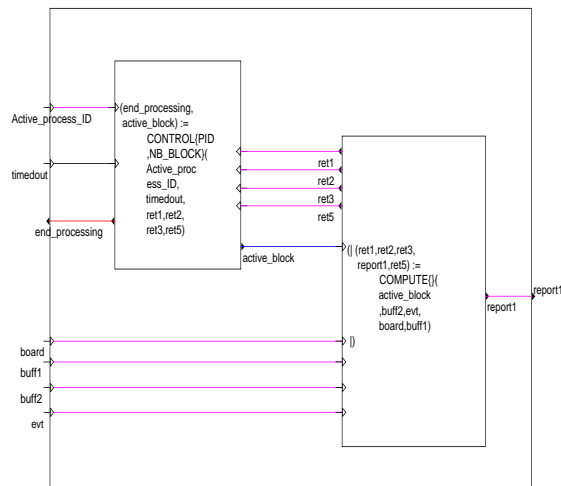 Active_process_ID
timedout
end_processing
(end_processing,
active_block) :=
CONTROL{PID
,NB_BLOCK}(
Active_proc
ess_ID,
timedout,
ret1,ret2,
ret3,ret5)
ret1
ret2
ret3
ret5
active_block
(| (ret1,ret2,ret3,
report1,ret5) :=
COMPUTE{}(
active_block
,buff2,evt,
board,buff1)
|)
report1
report1
board
buff1
buff2
evt